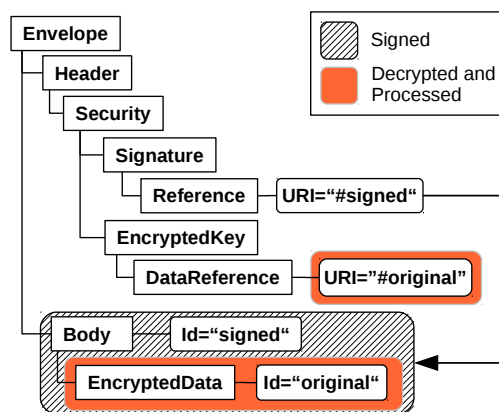 Envelope
Header
Security
Signature
Reference
URI=“#signed“
EncryptedKey
DataReference
URI=”#original”
Body
Id=“signed“
EncryptedData
Id=“original“
Signed
Decrypted and
Processed